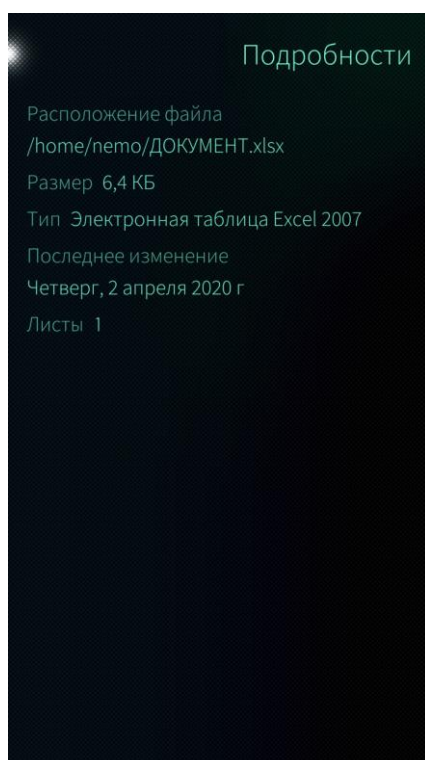 Подробности
Расположение файла
/home/nemo/ДОКУМЕНТ.xlsx
Размер 6,4 КБ
Тип Электронная таблица Excel 2007
Последнее изменение
Четверг, 2 апреля 2020 г
Листы 1